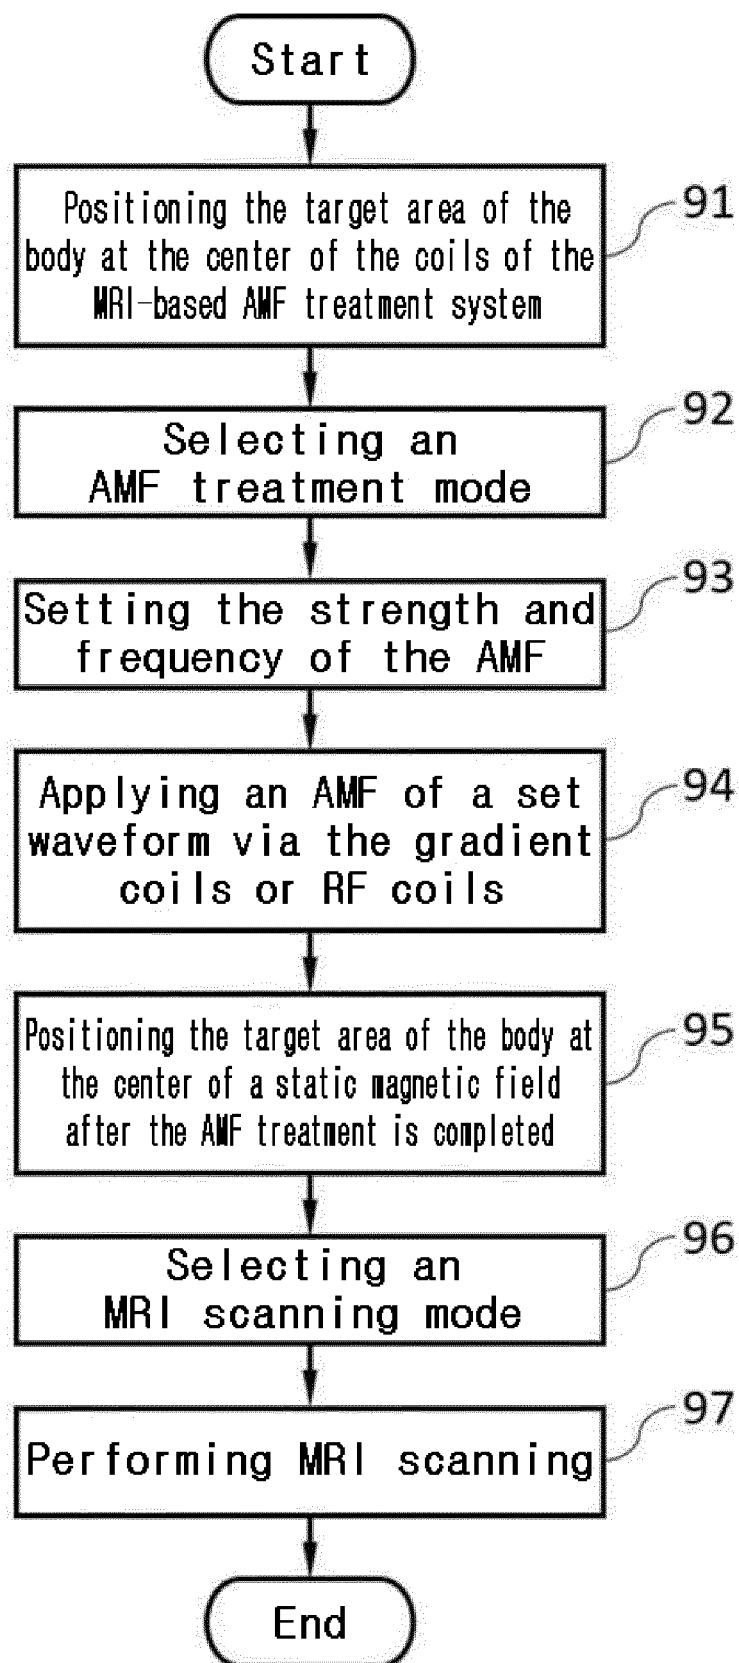 Start
Positioning the target area of the
body at the center of the coils of the
MRI-based AMF treatment system
91
Selecting an
AMF treatment mode
92
Setting the strength and
frequency of the AMF
93
Applying an AMF of a set
waveform via the gradient
coils or RF coils
94
Positioning the target area of the body at
the center of a static magnetic field
after the AMF treatment is completed
95
Selecting an
MRI scanning mode
96
Performing MRI scanning
97
End